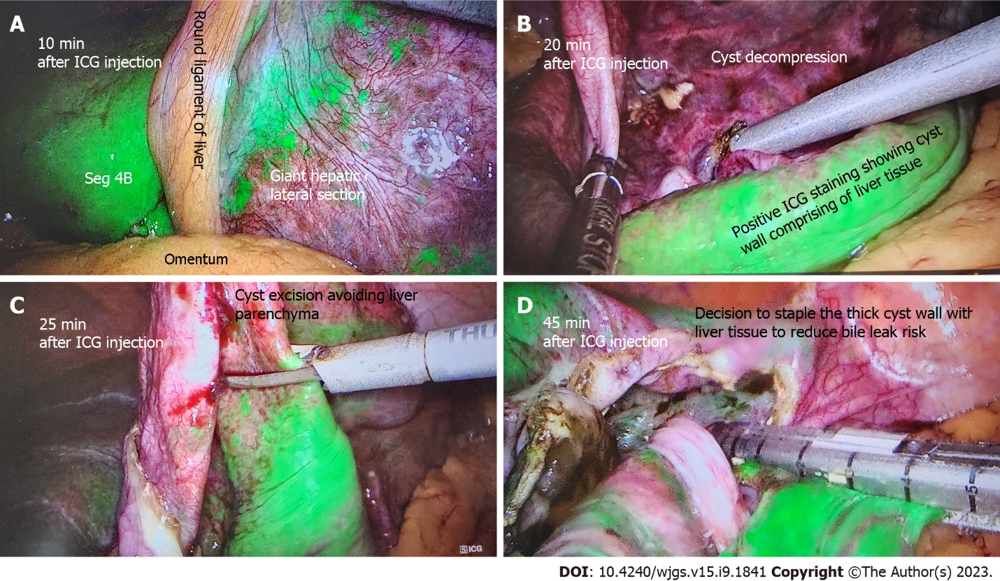 A
10 min
after ICG injection
Round ligament of liver
Seg 4B
Giant hepatic
lateral section
Omentum
B
20 min
after ICG injection
Cyst decompression
Positive ICG staining showing cyst
wall comprising of liver tissue
C
25 min
after ICG injection
Cyst excision avoiding liver
parenchyma
THU
S ICG
D
45 min
after ICG injection
Decision to staple the thick cyst wall with
liver tissue to reduce bile leak risk
5
DOI: 10.4240/wjgs.v15.i9.1841 Copyright ©The Author(s) 2023.